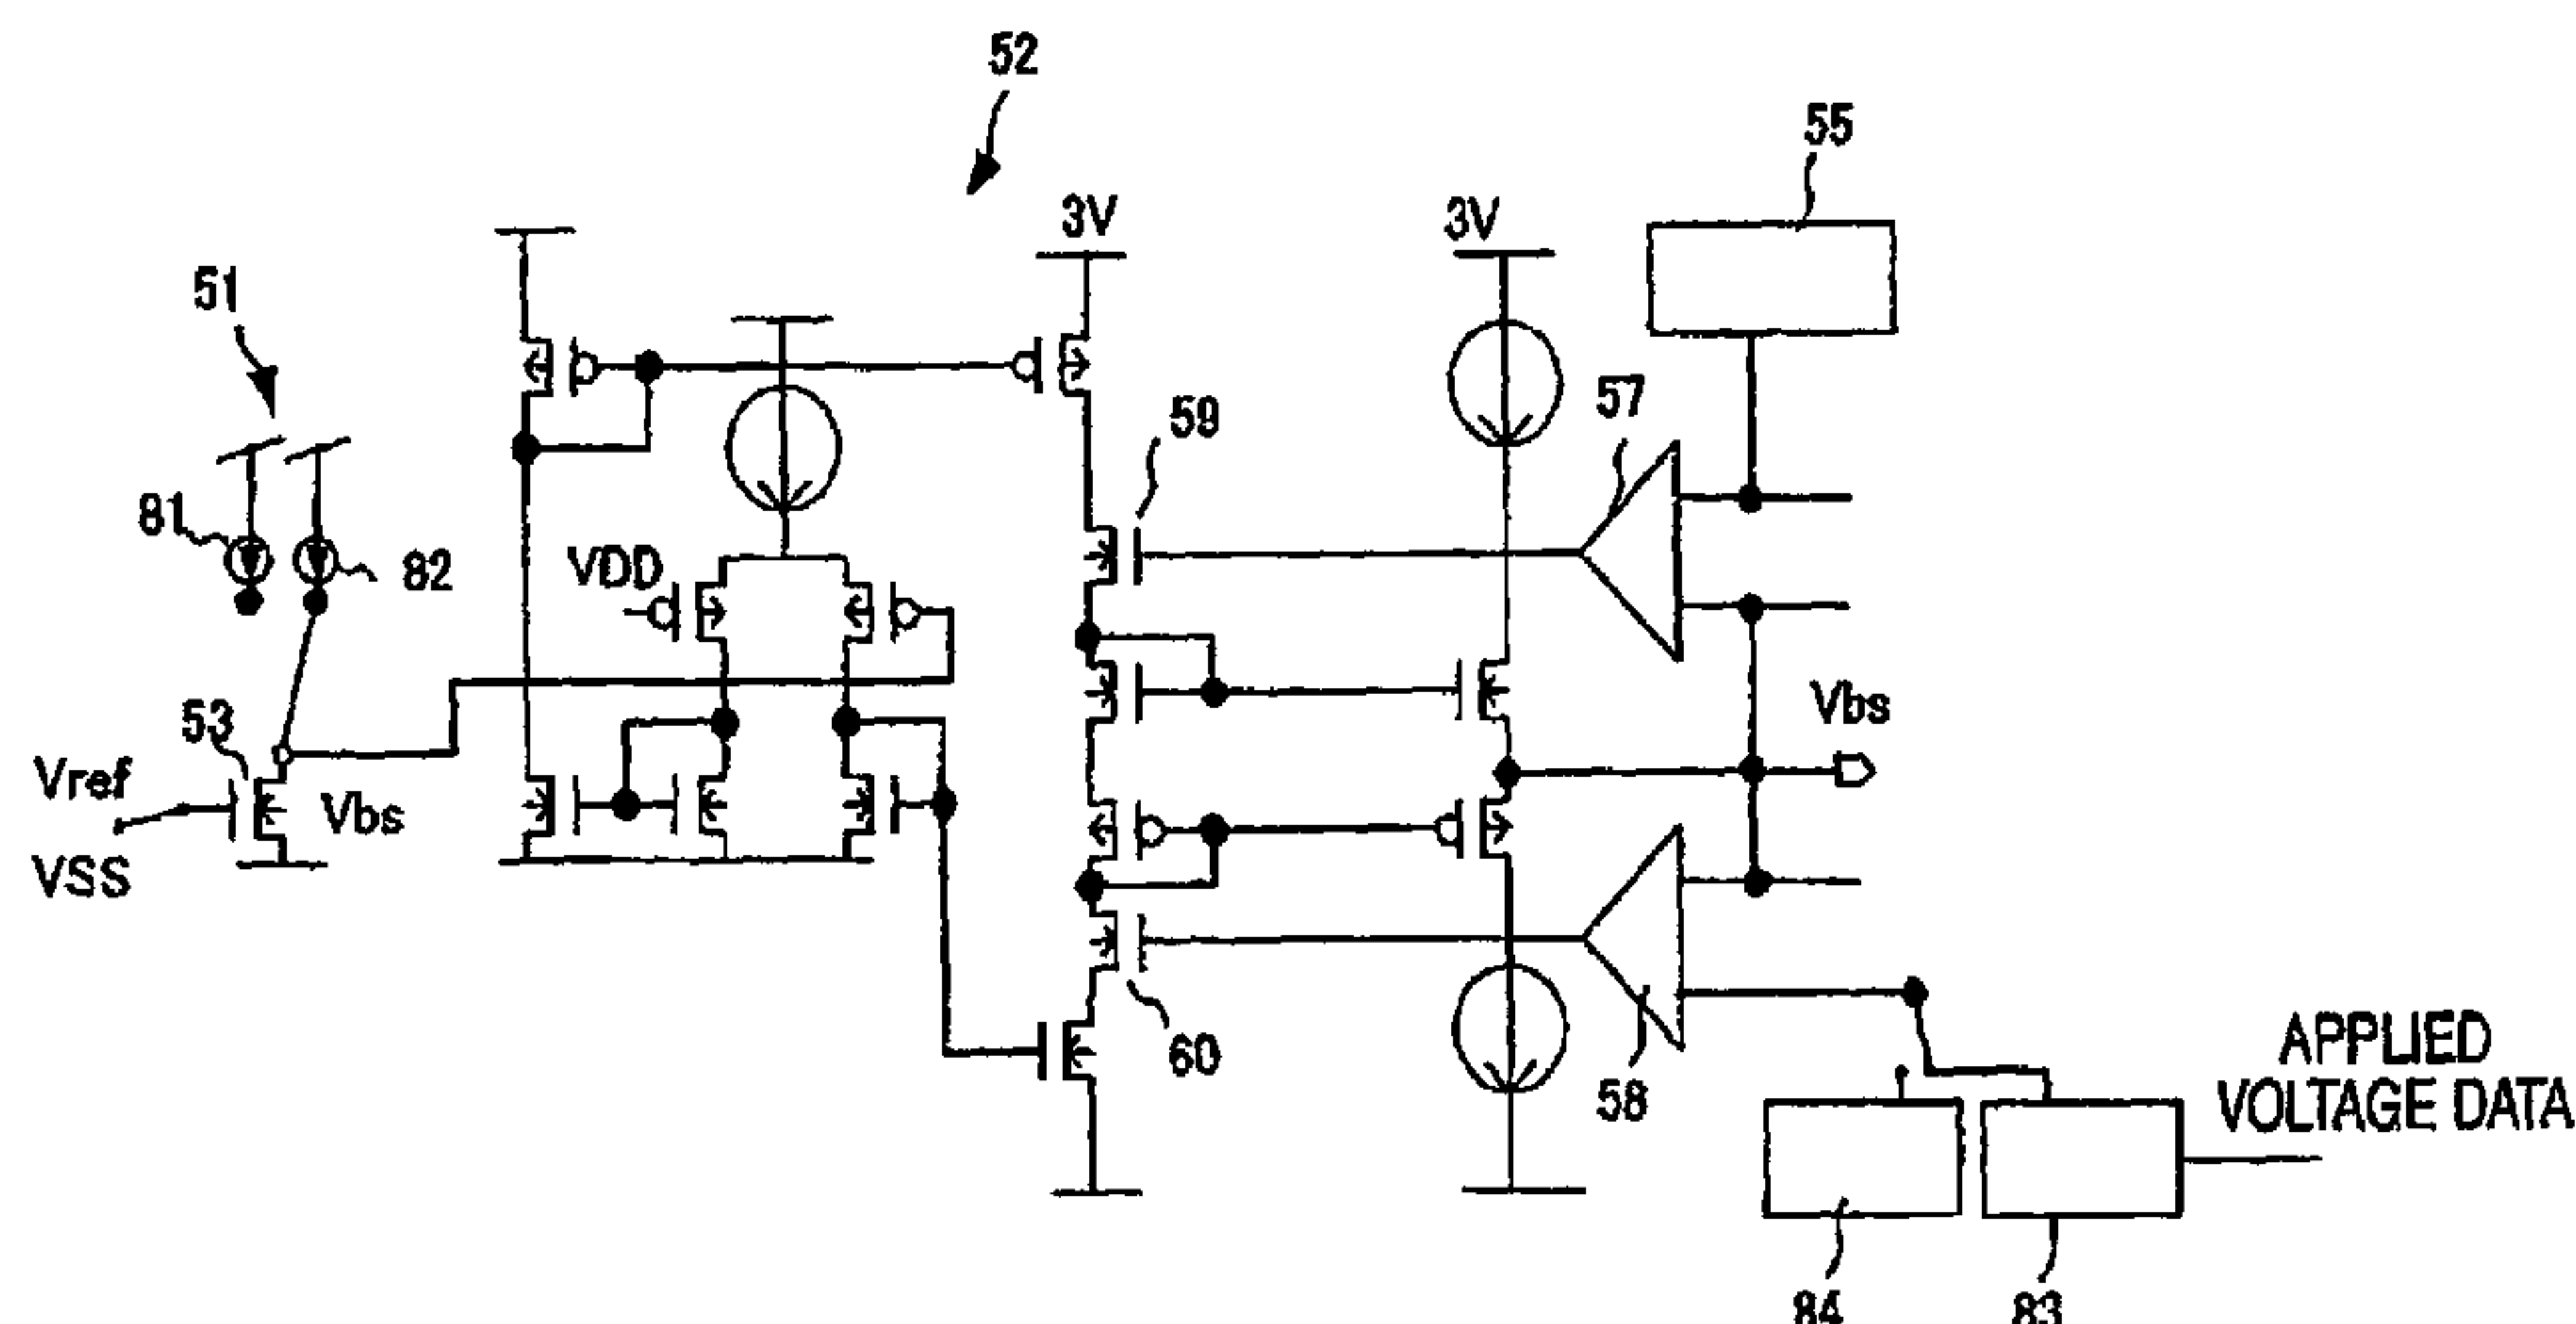 52
55
3V
3V
51
57
59
81
82
VDD
53
Vbs
Vref
Vbs
VSS
60
58
APPLIED
VOLTAGE DATA
84
83